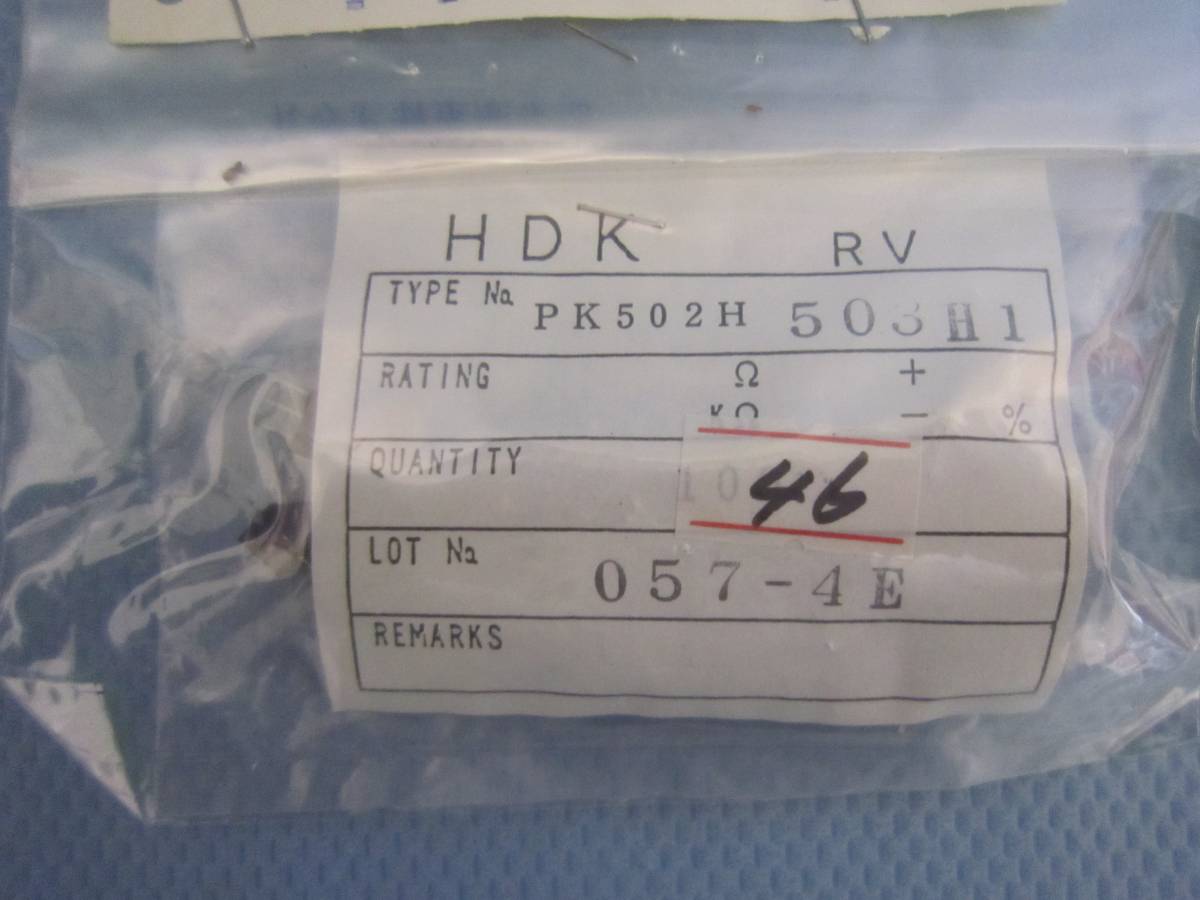 HDK RV
TYPE No. PK502H 503H1
RATING Ω +
KΩ - %
QUANTITY 46
LOT No. 057-4E
REMARKS